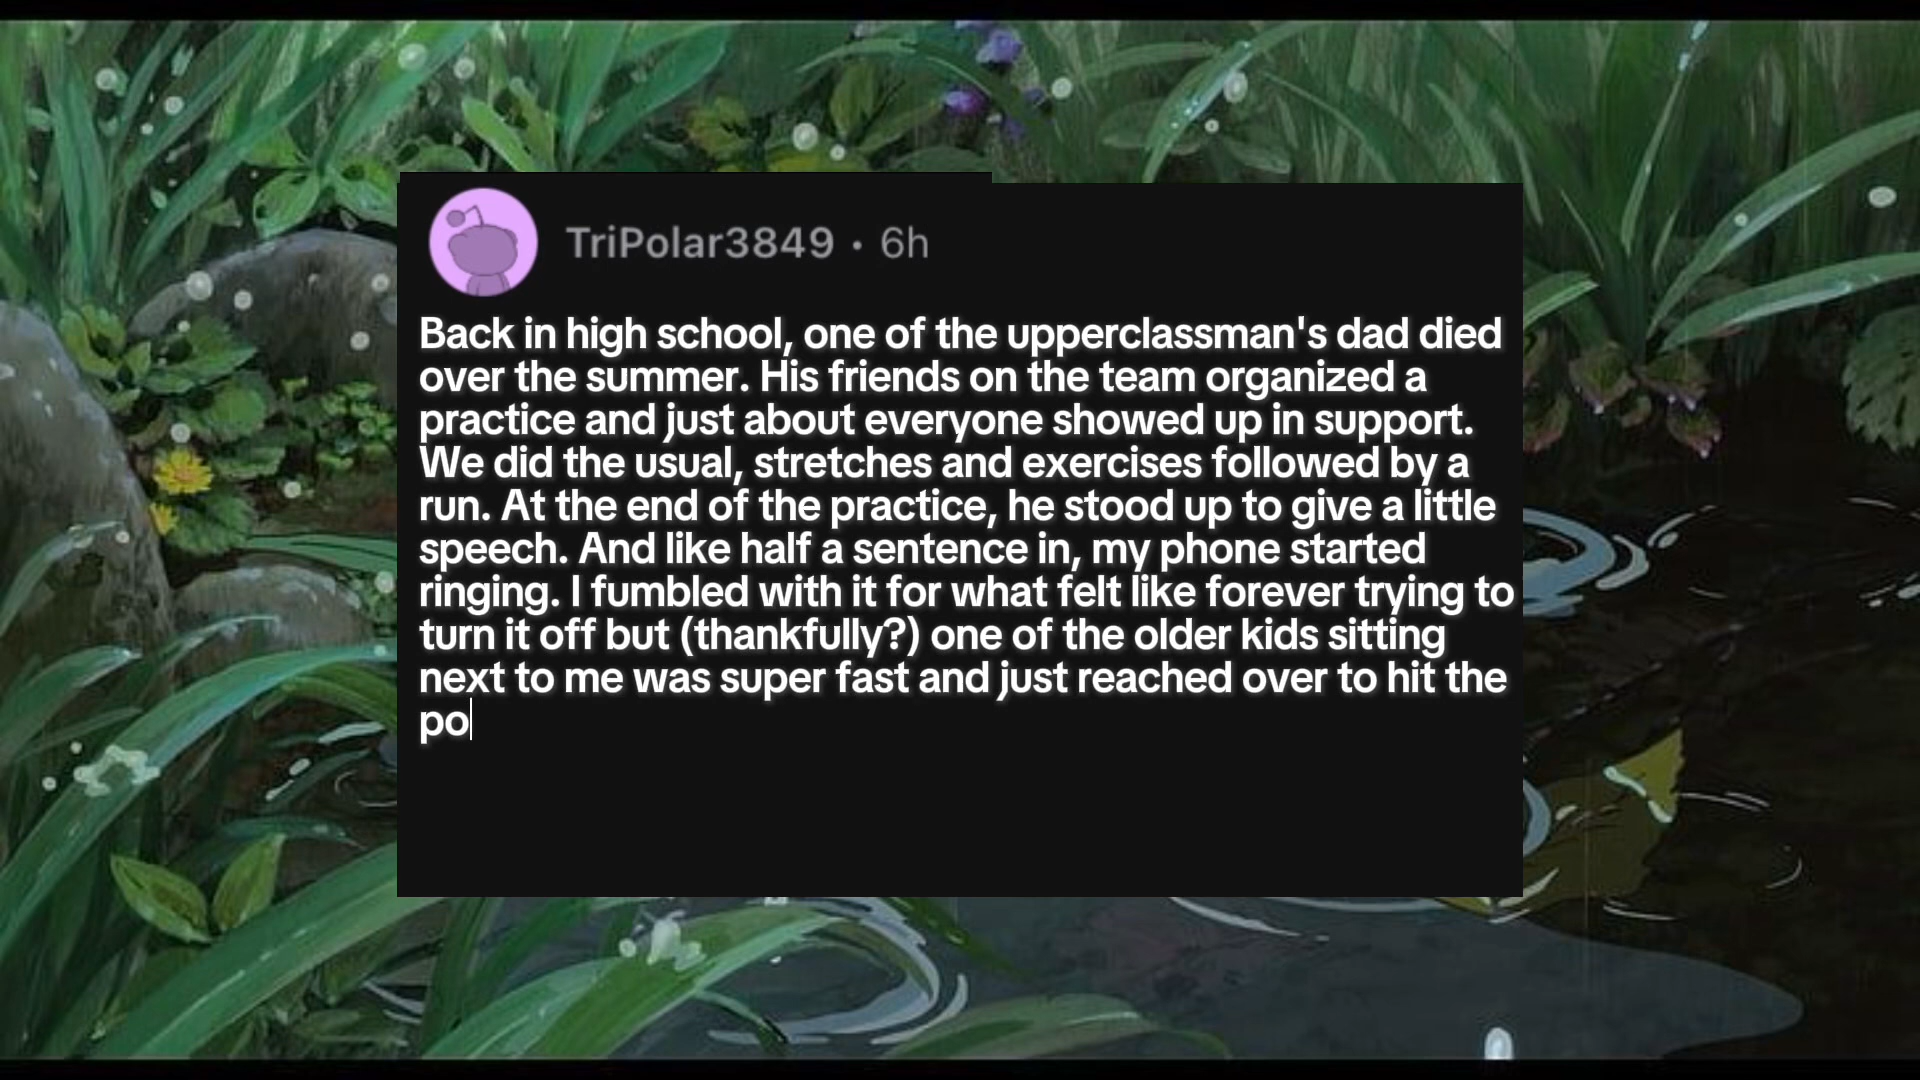 TriPolar3849 • 6h
Back in high school, one of the upperclassman's dad died
over the summer. His friends on the team organized a
practice and just about everyone showed up in support.
We did the usual, stretches and exercises followed by a
run. At the end of the practice, he stood up to give a little
speech. And like half a sentence in, my phone started
ringing. I fumbled with it for what felt like forever trying to
turn it off but (thankfully?) one of the older kids sitting
next to me was super fast and just reached over to hit the
po